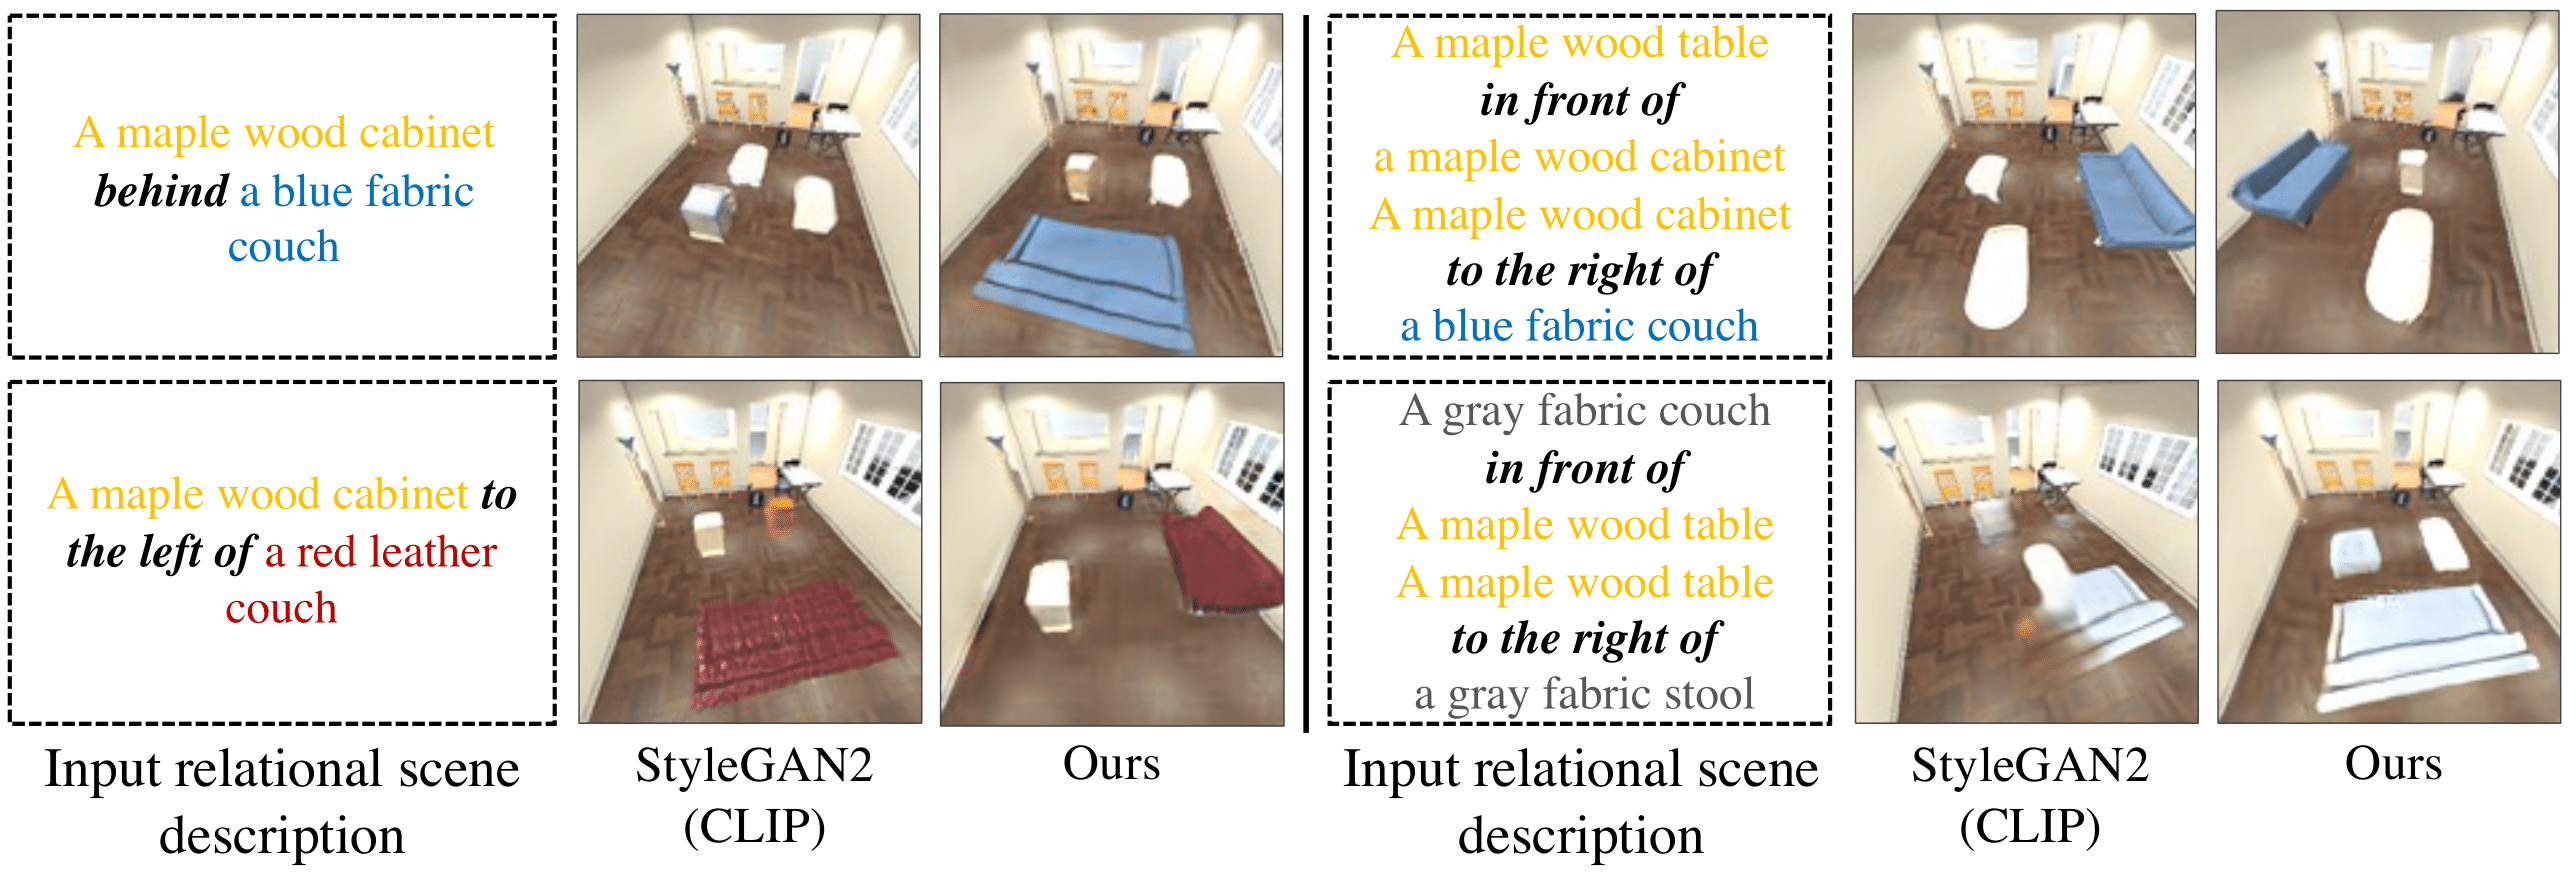 A maple wood cabinet
behind a blue fabric
couch
A maple wood table
in front of
a maple wood cabinet
A maple wood cabinet
to the right of
a blue fabric couch
A maple wood cabinet to
the left of a red leather
couch
A gray fabric couch
in front of
A maple wood table
A maple wood table
to the right of
a gray fabric stool
Input relational scene
description
StyleGAN2
(CLIP)
Ours
Input relational scene
description
StyleGAN2
(CLIP)
Ours